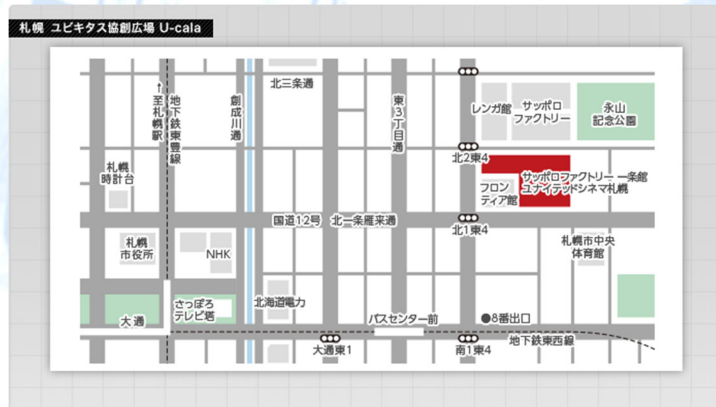 札幌 ユビキタス協創広場 U-cala
北三条通
↑至札幌駅
地下鉄東豊線
創成川通
東3丁目通
レンガ館
サッポロ
ファクトリー
永山
記念公園
北2東4
札幌
時計台
サッポロファクトリー 一条館
ユナイテッドシネマ札幌
フロン
ティア館
国道12号 北一条雁来通
北1東4
札幌
市役所
NHK
札幌市中央
体育館
さっぽろ
テレビ塔
北海道電力
大通
バスセンター前
●8番出口
地下鉄東西線
大通東1
南1東4